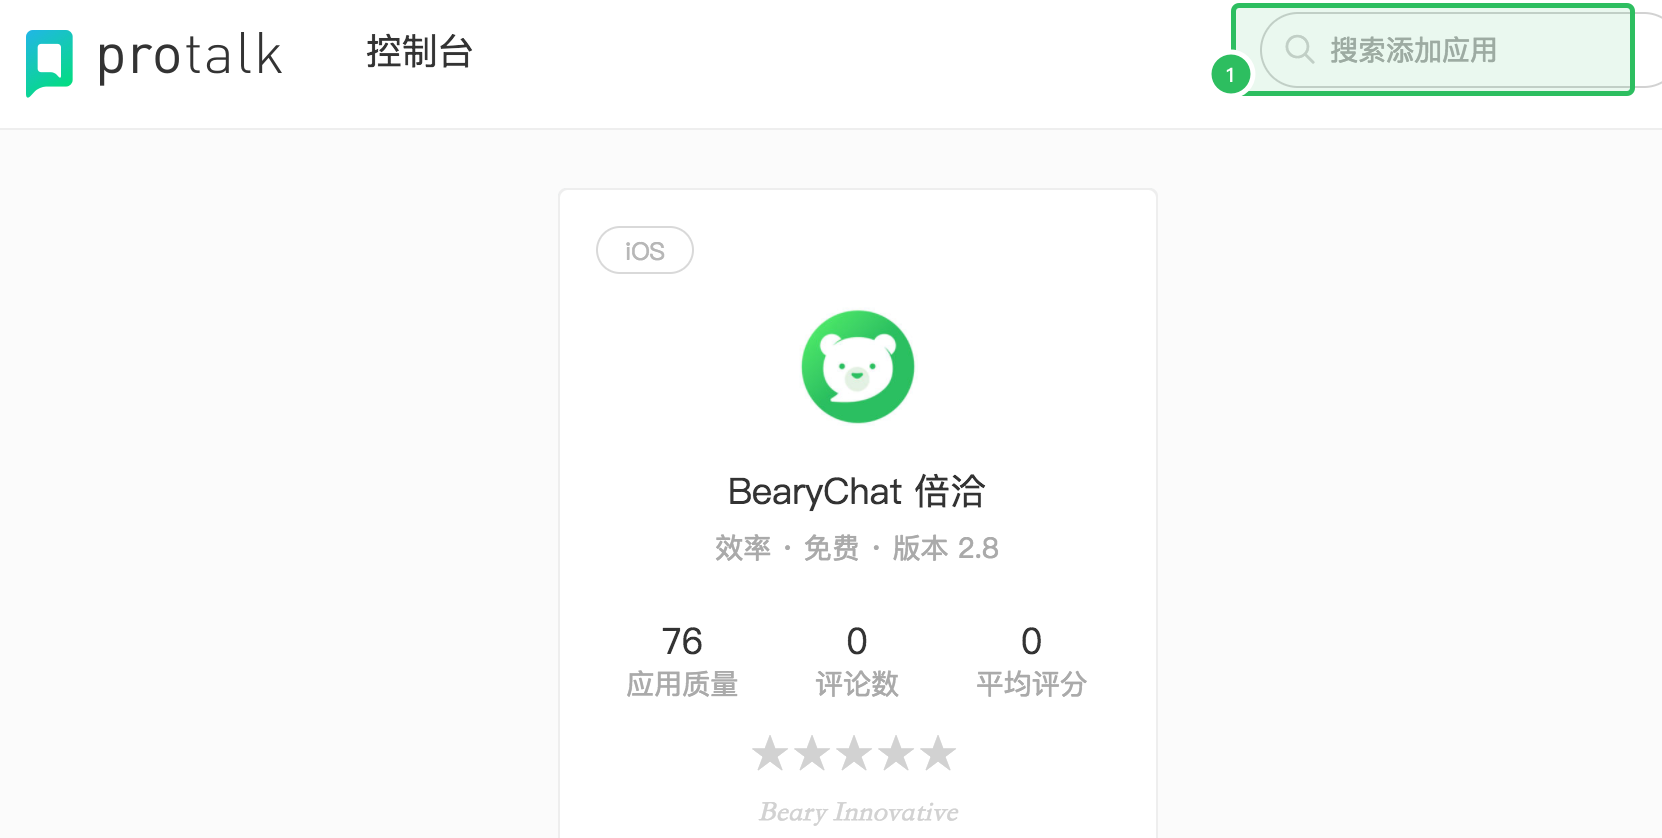 protalk
控制台
1
搜索添加应用
iOS
BearyChat 倍洽
效率 · 免费 · 版本 2.8
76
应用质量
0
评论数
0
平均评分
Beary Innovative